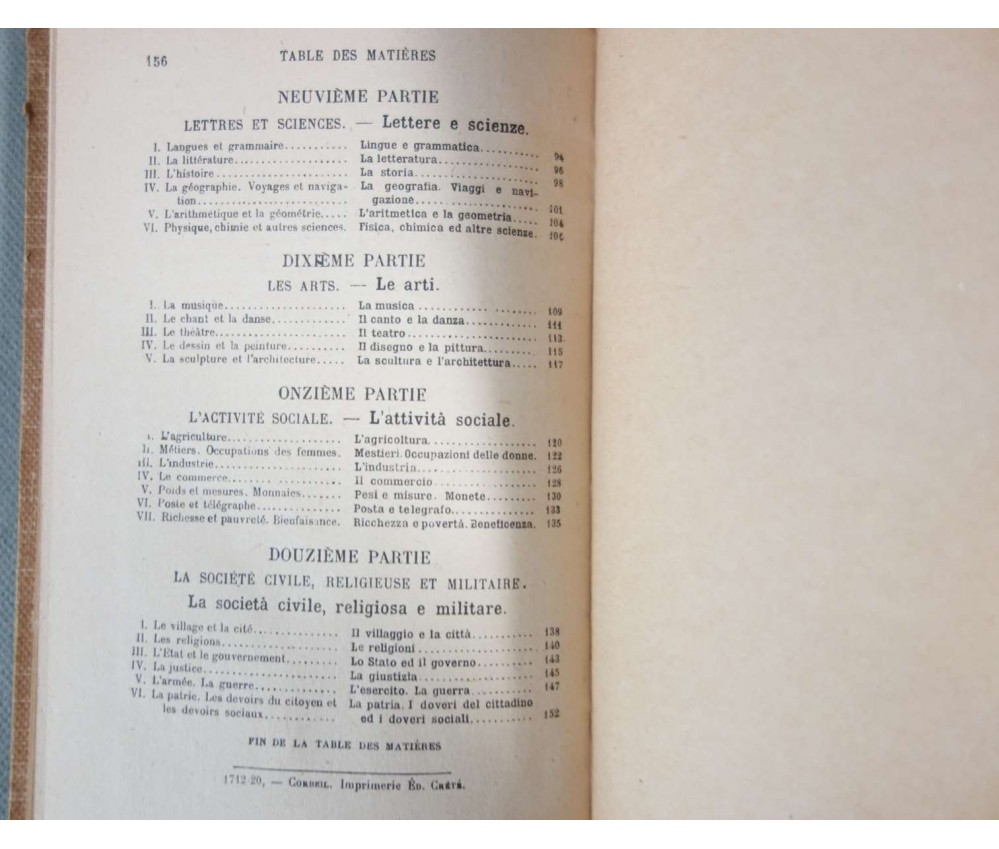 156 TABLE DES MATIÈRES
NEUVIÈME PARTIE
LETTRES ET SCIENCES. — Lettere e scienze.
I. Langues et grammaire........... Lingue e grammatica......... 94
II. La littérature.................... La letteratura................. 96
III. L'histoire........................ La storia...................... 98
IV. La géographie. Voyages et naviga- La geografia. Viaggi e navi-
tion........................... gazione..................... 101
V. L'arithmétique et la géométrie..... L'aritmetica e la geometria..... 104
VI. Physique, chimie et autres sciences. Fisica, chimica ed altre scienze. 106
DIXIÈME PARTIE
LES ARTS. — Le arti.
I. La musique..................... La musica..................... 109
II. Le chant et la danse............. Il canto e la danza............ 111
III. Le théâtre...................... Il teatro...................... 113
IV. Le dessin et la peinture.......... Il disegno e la pittura......... 115
V. La sculpture et l'architecture..... La scultura e l'architettura..... 117
ONZIÈME PARTIE
L'ACTIVITÉ SOCIALE. — L'attività sociale.
I. L'agriculture.................... L'agricoltura................... 120
II. Métiers. Occupations des femmes. Mestieri. Occupazioni delle donne. 122
III. L'industrie...................... L'industria.................... 126
IV. Le commerce.................... Il commercio.................. 128
V. Poids et mesures. Monnaies....... Pesi e misure. Monete......... 130
VI. Poste et télégraphe.............. Posta e telegrafo.............. 133
VII. Richesse et pauvreté. Bienfaisance. Ricchezza e povertà. Beneficenza. 135
DOUZIÈME PARTIE
LA SOCIÉTÉ CIVILE, RELIGIEUSE ET MILITAIRE.
La società civile, religiosa e militare.
I. Le village et la cité.............. Il villaggio e la città........... 138
II. Les religions.................... Le religioni................... 140
III. L'État et le gouvernement........ Lo Stato ed il governo......... 143
IV. La justice...................... La giustizia................... 145
V. L'armée. La guerre.............. L'esercito. La guerra........... 147
VI. La patrie. Les devoirs du citoyen et La patria. I doveri del cittadino
les devoirs sociaux............ ed i doveri sociali........... 152
FIN DE LA TABLE DES MATIÈRES
1712-20. — CORBEIL. Imprimerie ÉD. CRÉTÉ.